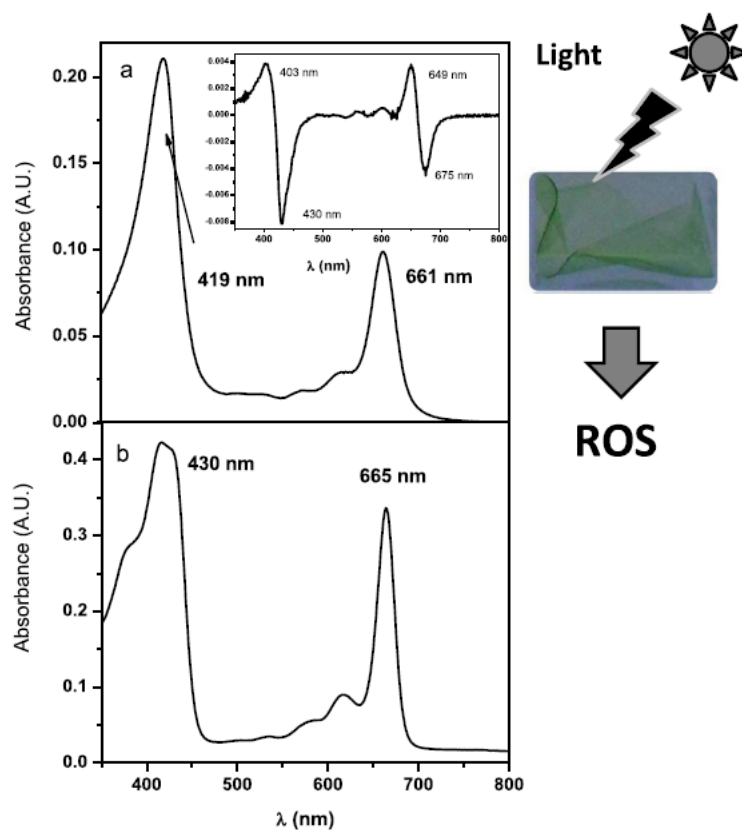 a
0.20
0.15
0.10
0.05
0.00
Absorbance (A.U.)
419 nm
661 nm
0.004
0.002
0.000
-0.002
-0.004
-0.006
-0.008
403 nm
649 nm
430 nm
675 nm
400 500 600 700 800
λ (nm)
b
0.4
0.3
0.2
0.1
0.0
Absorbance (A.U.)
430 nm
665 nm
400 500 600 700 800
λ (nm)
Light
ROS